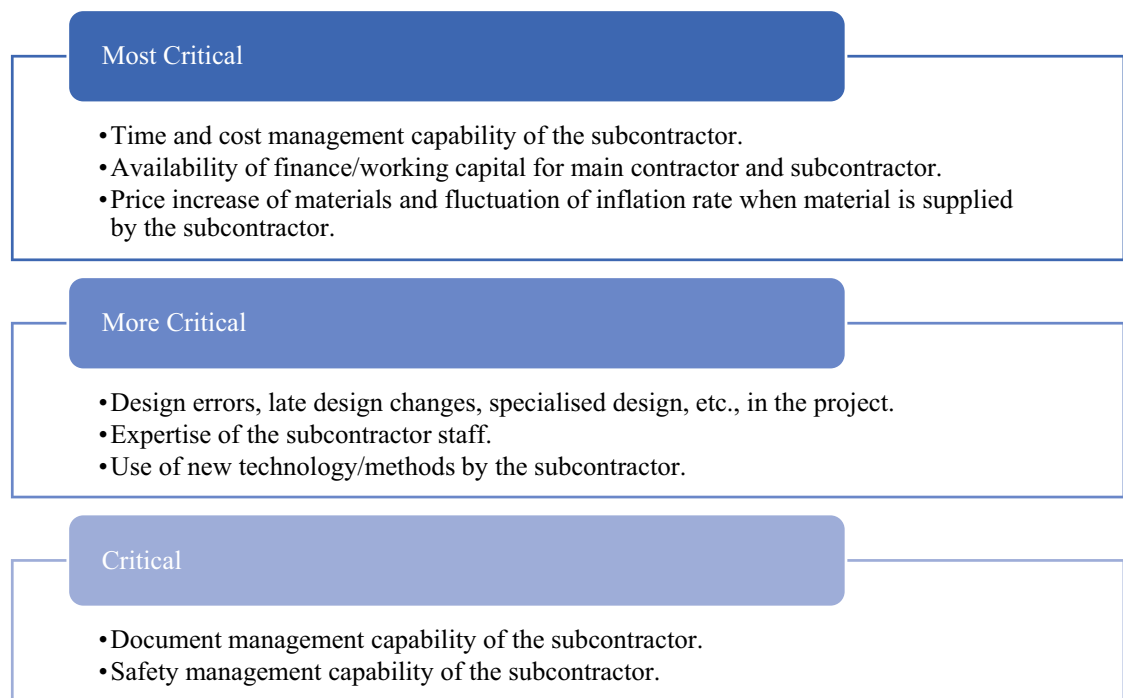 Most Critical
•Time and cost management capability of the subcontractor.
•Availability of finance/working capital for main contractor and subcontractor.
•Price increase of materials and fluctuation of inflation rate when material is supplied
by the subcontractor.
More Critical
•Design errors, late design changes, specialised design, etc., in the project.
•Expertise of the subcontractor staff.
•Use of new technology/methods by the subcontractor.
Critical
•Document management capability of the subcontractor.
•Safety management capability of the subcontractor.